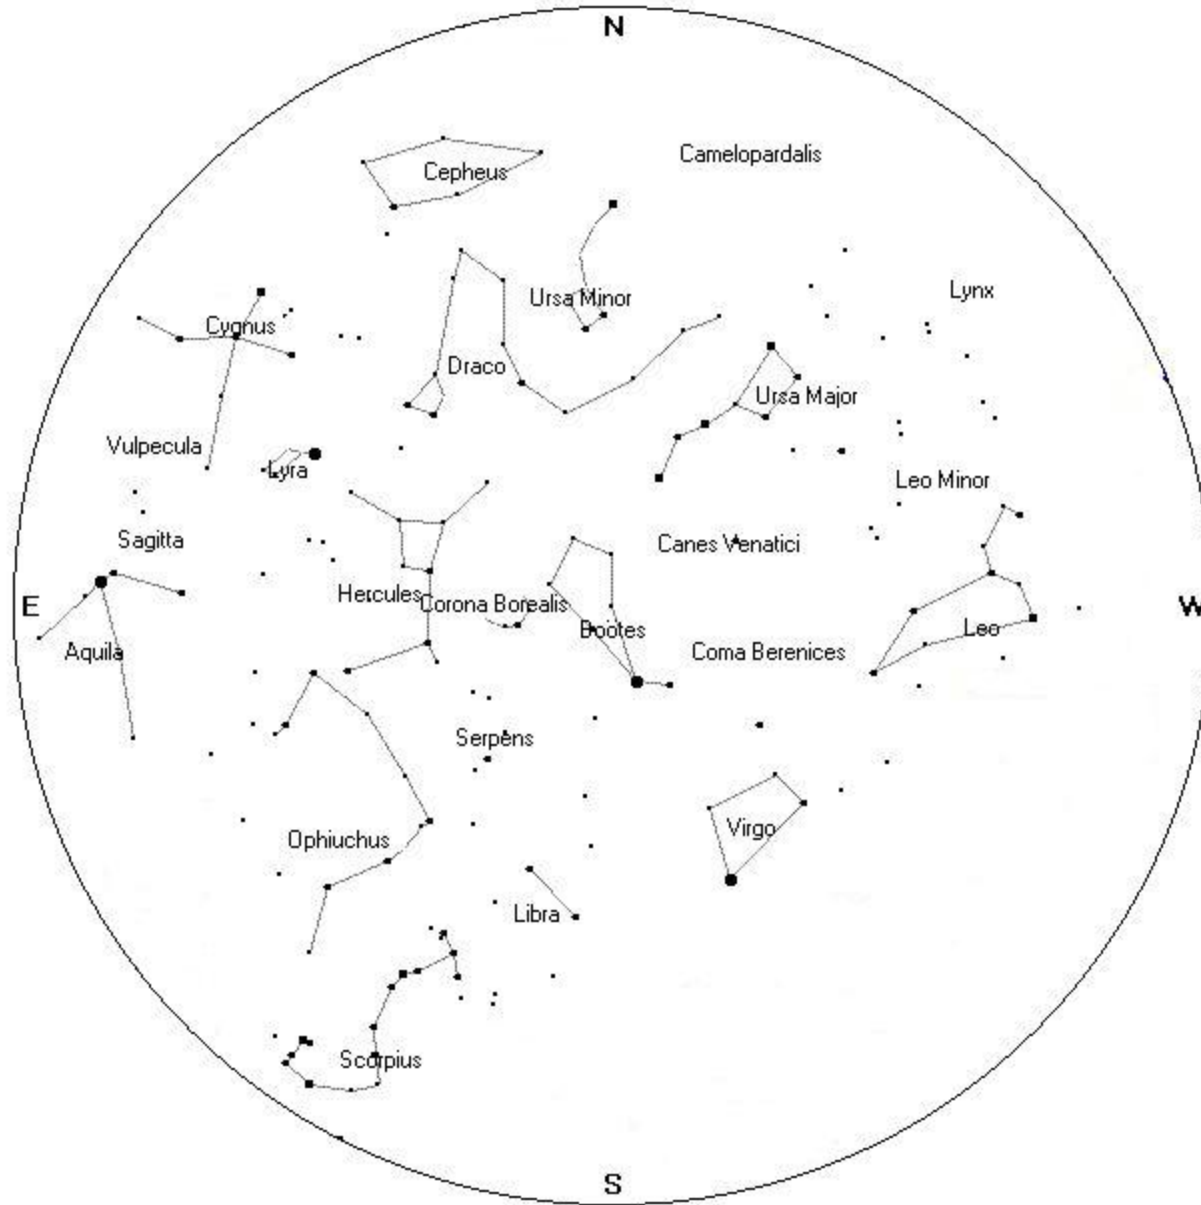 N
Camelopardalis
Cepheus
Lynx
Ursa Minor
Cygnus
Draco
Ursa Major
Vulpecula
Lyra
Leo Minor
Sagitta
Canes Venatici
Hercules
Corona Borealis
E
W
Bootes
Leo
Aquila
Coma Berenices
Serpens
Virgo
Ophiuchus
Libra
Scorpius
S